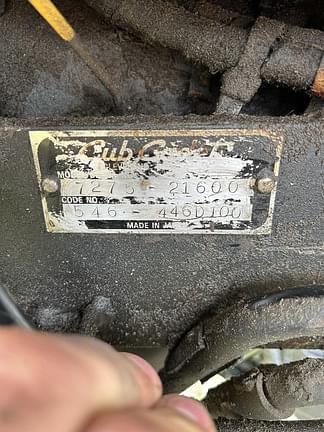 Cub Cadet
7275 21600
CODE NO.
546 446D100
MADE IN JA